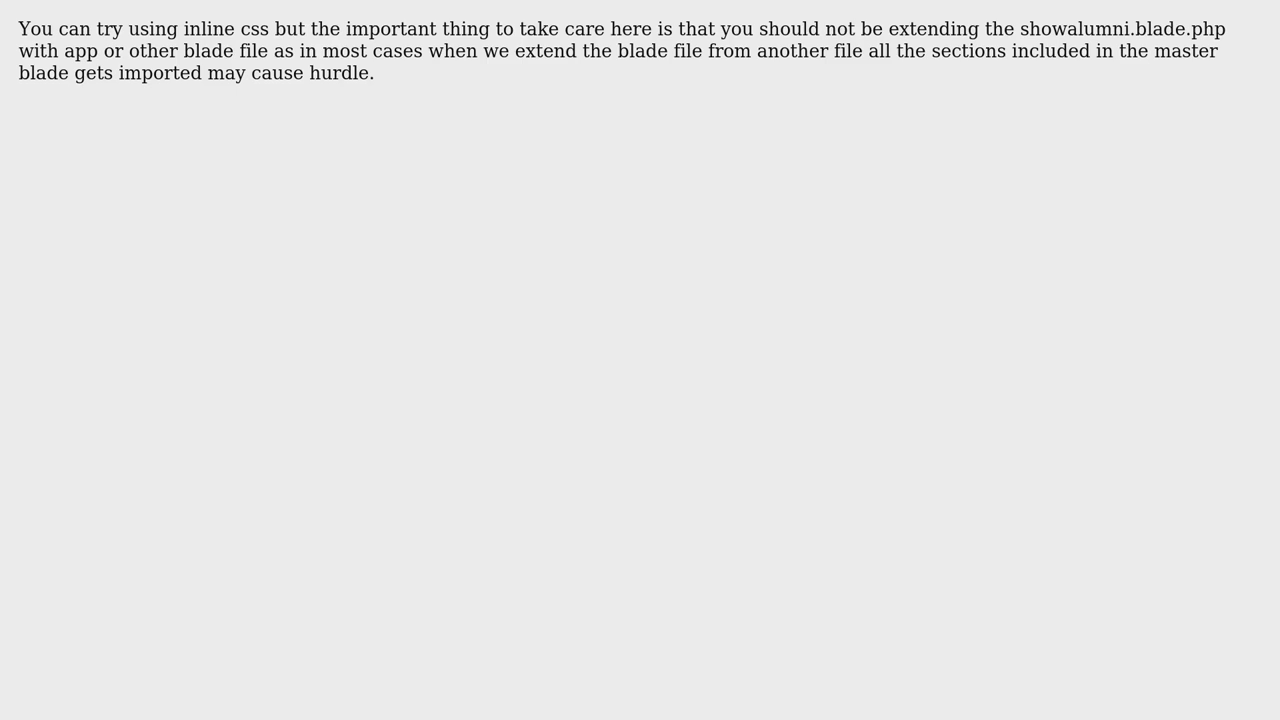 You can try using inline css but the important thing to take care here is that you should not be extending the showalumni.blade.php
with app or other blade file as in most cases when we extend the blade file from another file all the sections included in the master
blade gets imported may cause hurdle.